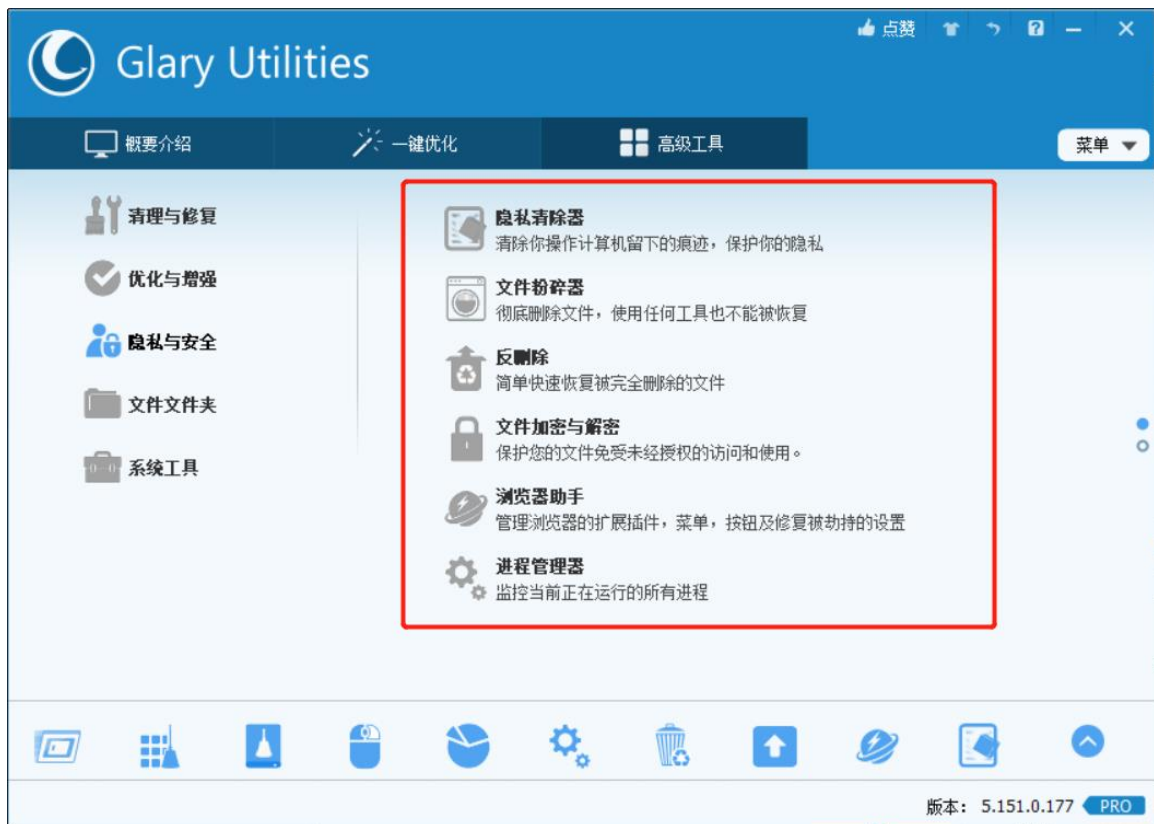 点赞
Glary Utilities
概要介绍
一键优化
高级工具
菜单
清理与修复
优化与增强
隐私与安全
文件文件夹
系统工具
隐私清除器
清除你操作计算机留下的痕迹，保护你的隐私
文件粉碎器
彻底删除文件，使用任何工具也不能被恢复
反删除
简单快速恢复被完全删除的文件
文件加密与解密
保护您的文件免受未经授权的访问和使用。
浏览器助手
管理浏览器的扩展插件，菜单，按钮及修复被劫持的设置
进程管理器
监控当前正在运行的所有进程
版本： 5.151.0.177 PRO